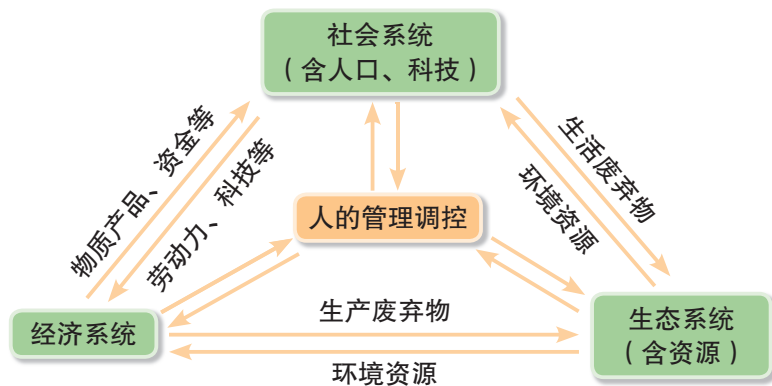 社会系统
（含人口、科技）
物质产品、资金等
劳动力、科技等
生活废弃物
环境资源
人的管理调控
经济系统
生产废弃物
环境资源
生态系统
（含资源）